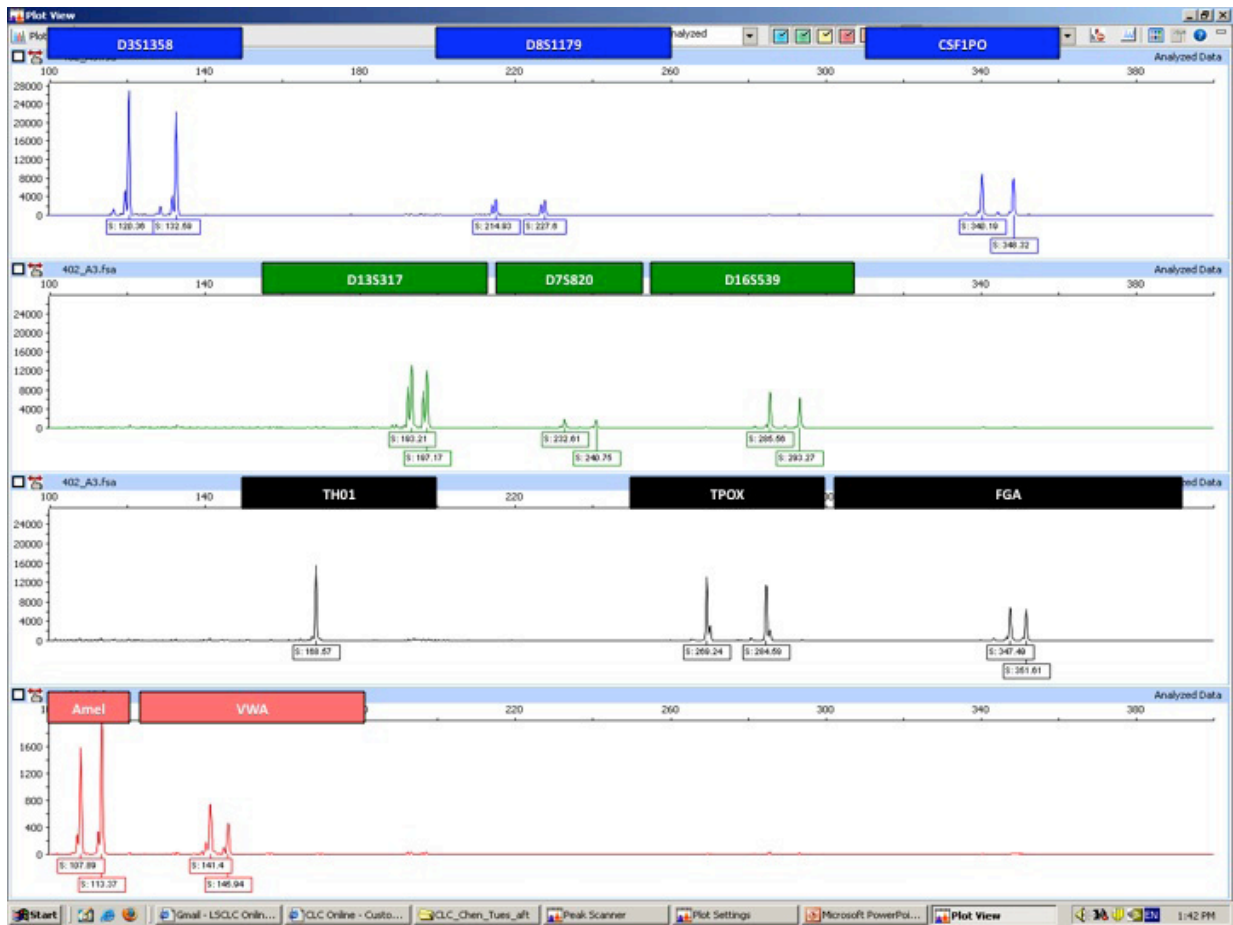 Plot View
Plo
D3S1358
D8S1179
nalyzed
CSF1PO
Analyzed Data
100 140 180 220 260 300 340 380
28000
24000
20000
16000
12000
8000
4000
0
S: 120.36 S: 132.59 S: 214.93 S: 227.6 S: 340.19
S: 348.32
402_A3.fsa Analyzed Data
100 140 D13S317 D7S820 D16S539 340 380
24000
20000
16000
12000
8000
4000
0
S: 193.21 S: 232.61 S: 285.56
S: 197.17 S: 240.75 S: 293.27
402_A3.fsa zed Data
100 140 TH01 220 TPOX FGA
24000
20000
16000
12000
8000
4000
0
S: 168.57 S: 269.24 S: 284.59 S: 347.49
S: 351.61
Analyzed Data
1 Amel VWA 220 260 300 340 380
1600
1200
800
400
0
S: 107.89 S: 141.4
S: 113.37 S: 145.94
Start Gmail - LSCLC Onlin... CLC Online - Custo... CLC_Chen_Tues_aft Peak Scanner Plot Settings Microsoft PowerPoi... Plot View EN 1:42 PM